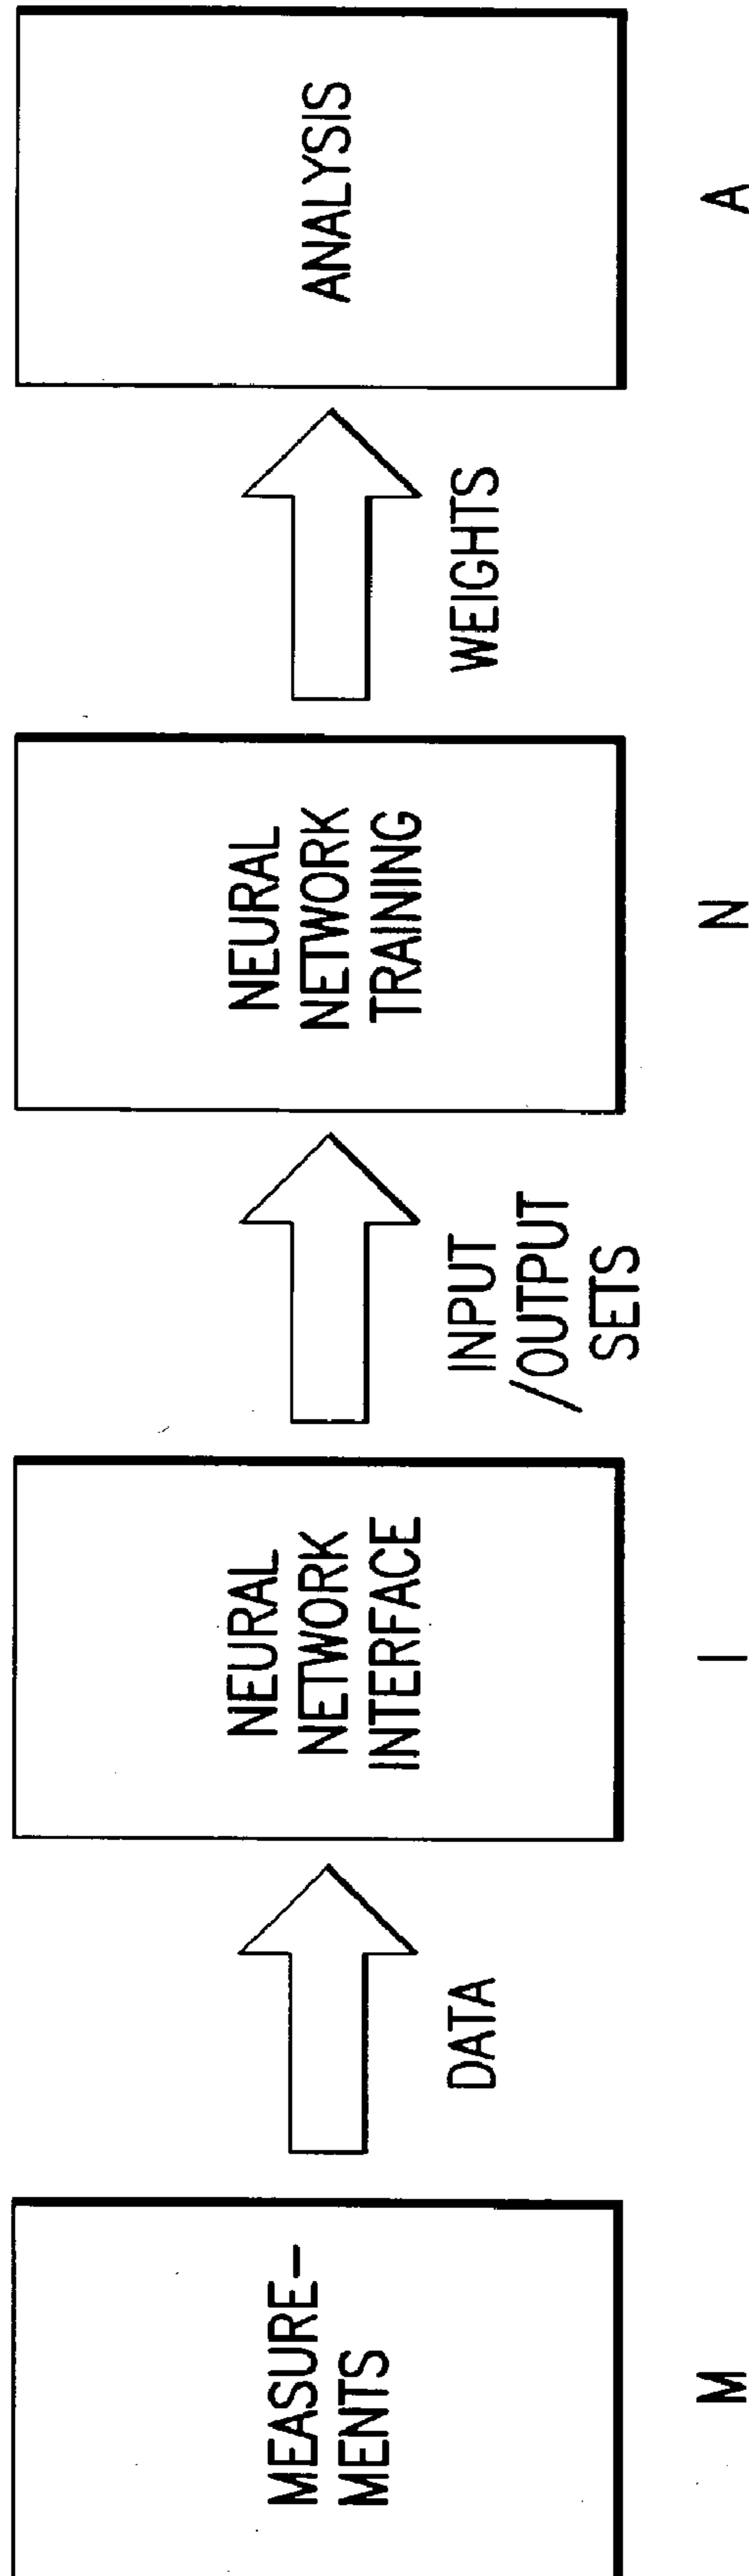 MEASURE-
MENTS
M
DATA
NEURAL
NETWORK
INTERFACE
I
INPUT
/OUTPUT
SETS
NEURAL
NETWORK
TRAINING
N
WEIGHTS
ANALYSIS
A